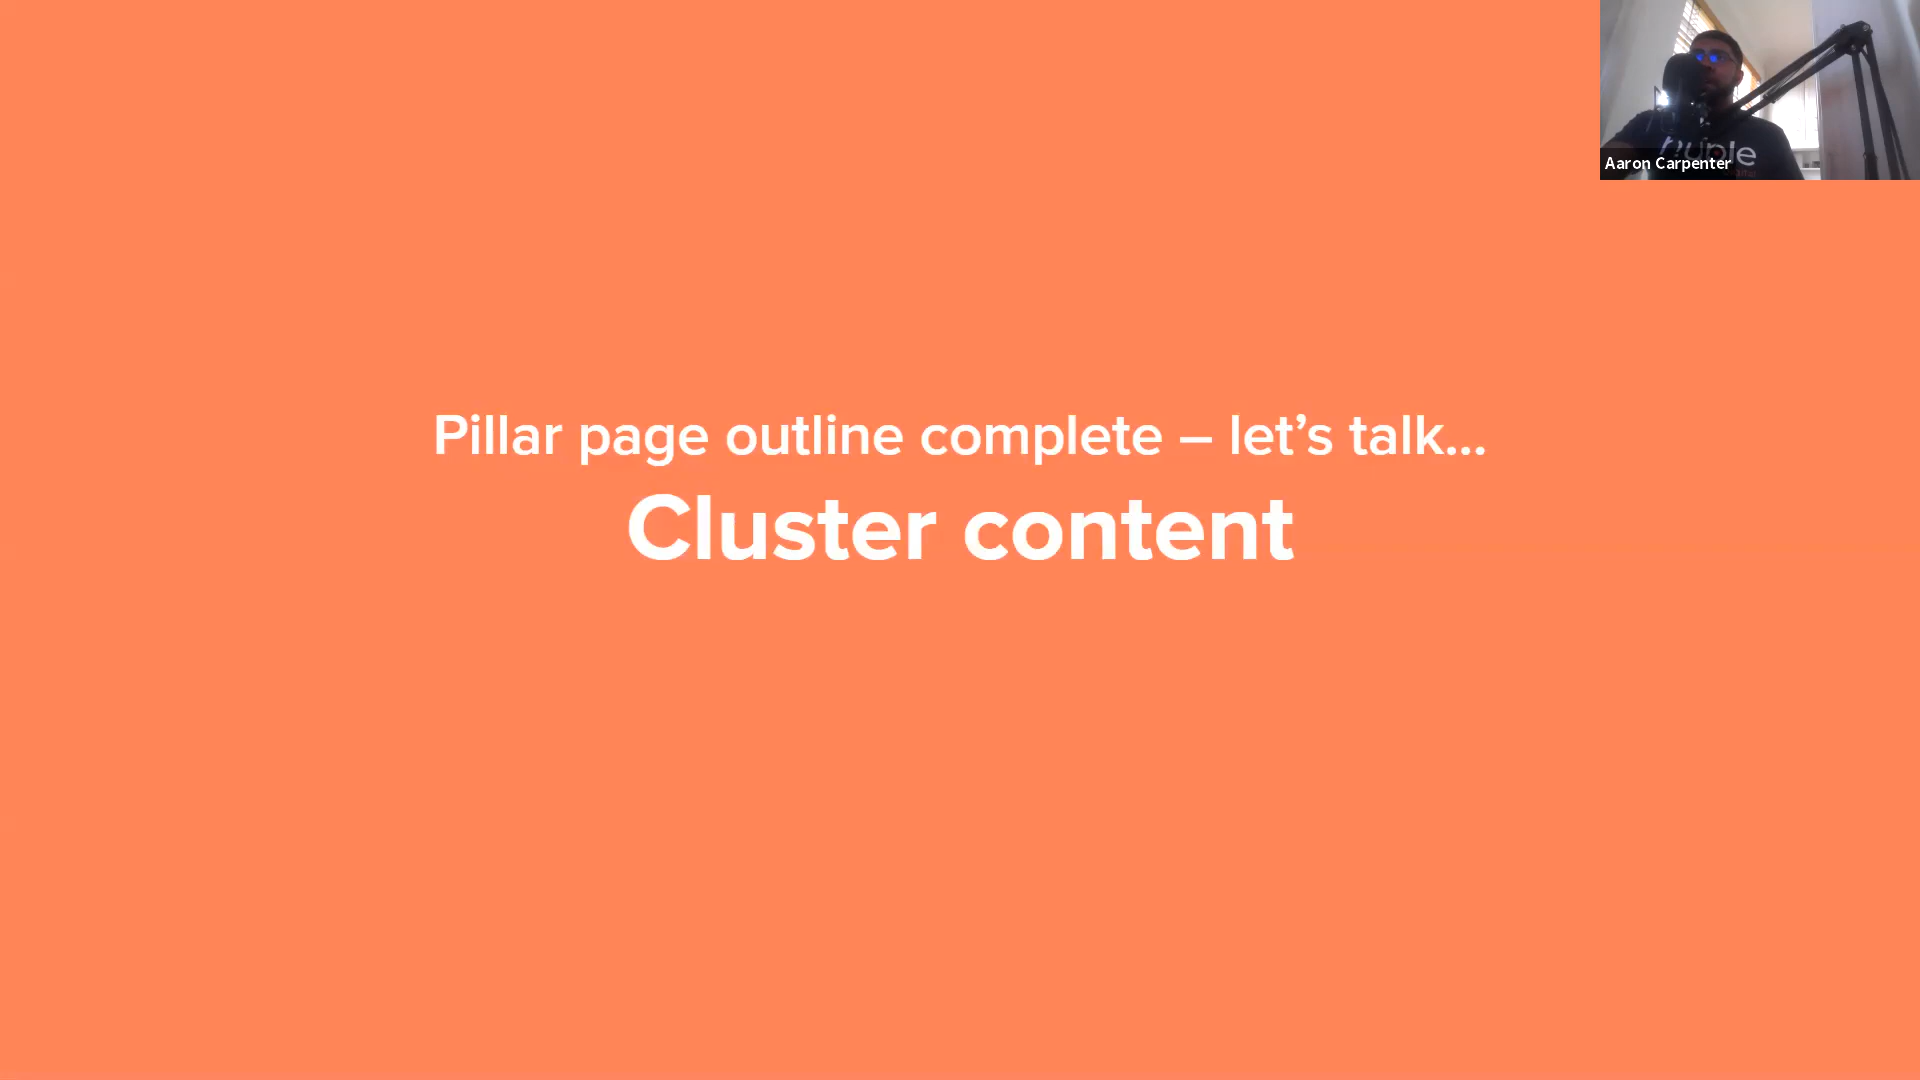 Pillar page outline complete – let’s talk...
Cluster content
Aaron Carpenter